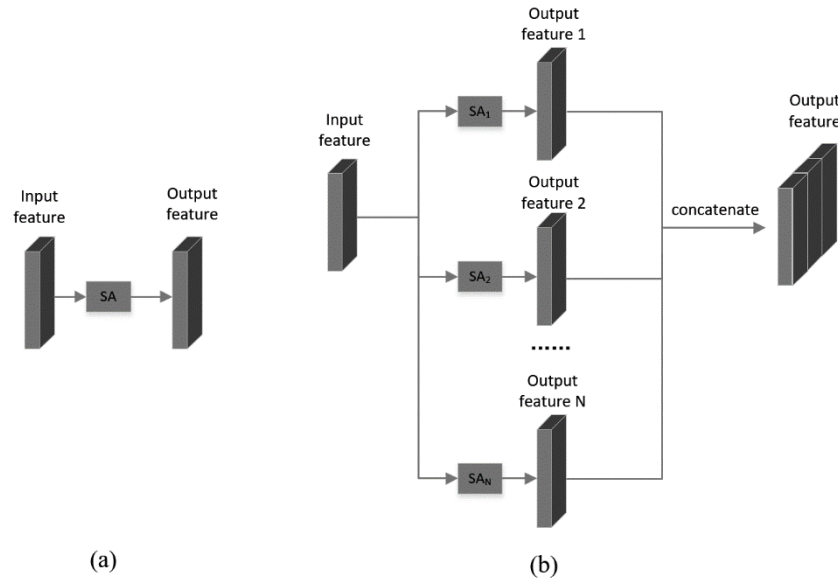 Input
feature
SA
Output
feature
(a)
Input
feature
SA₁
Output
feature 1
SA₂
Output
feature 2
......
SAN
Output
feature N
concatenate
Output
feature
(b)